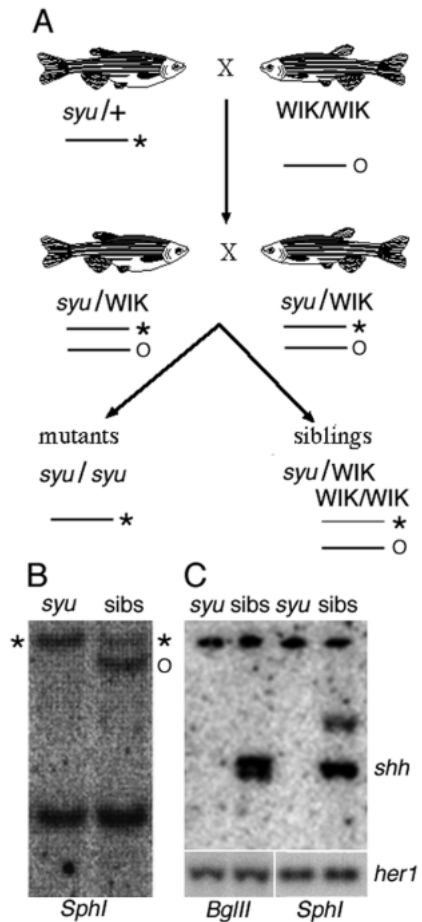 A
X
syu/+ WIK/WIK
* O
X
syu/WIK syu/WIK
* *
O O
mutants siblings
syu/syu syu/WIK
WIK/WIK
* *
O
B C
syu sibs syu sibs syu sibs
* *
O
shh
her1
SphI BglII SphI